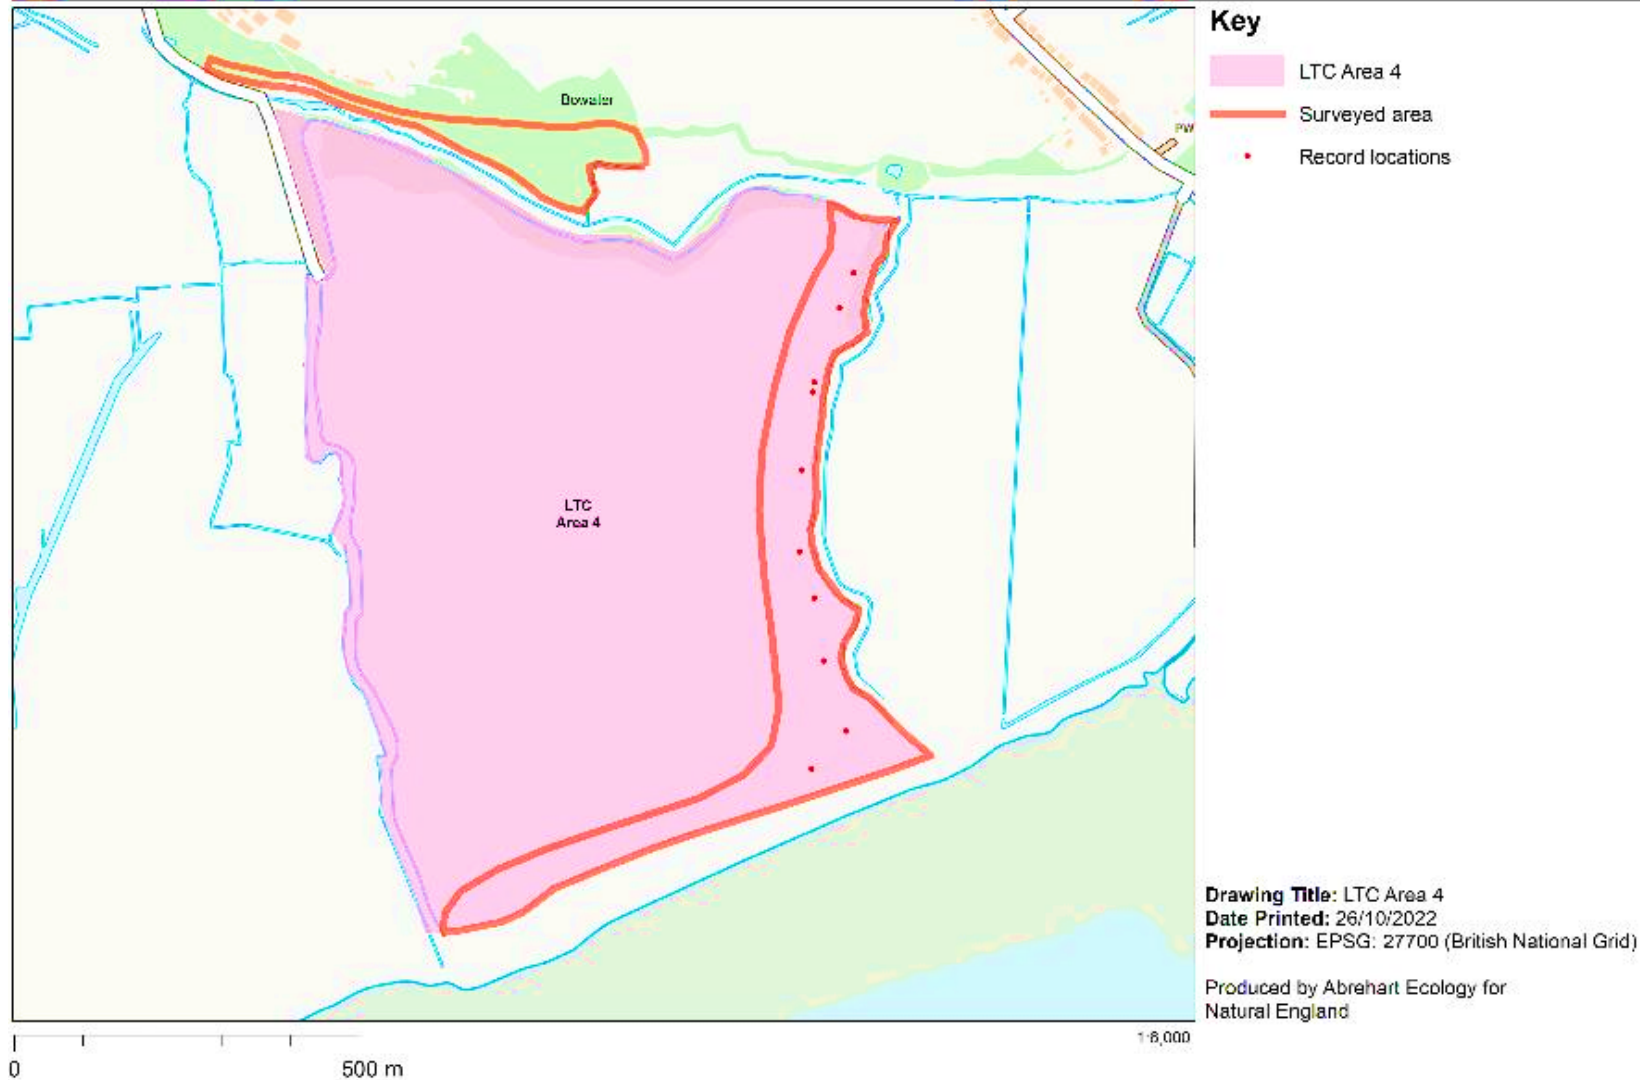 Key
LTC Area 4
Surveyed area
Record locations
Bowater
PW
LTC
Area 4
Drawing Title: LTC Area 4
Date Printed: 26/10/2022
Projection: EPSG: 27700 (British National Grid)
Produced by Abrehart Ecology for
Natural England
1:6,000
0
500 m